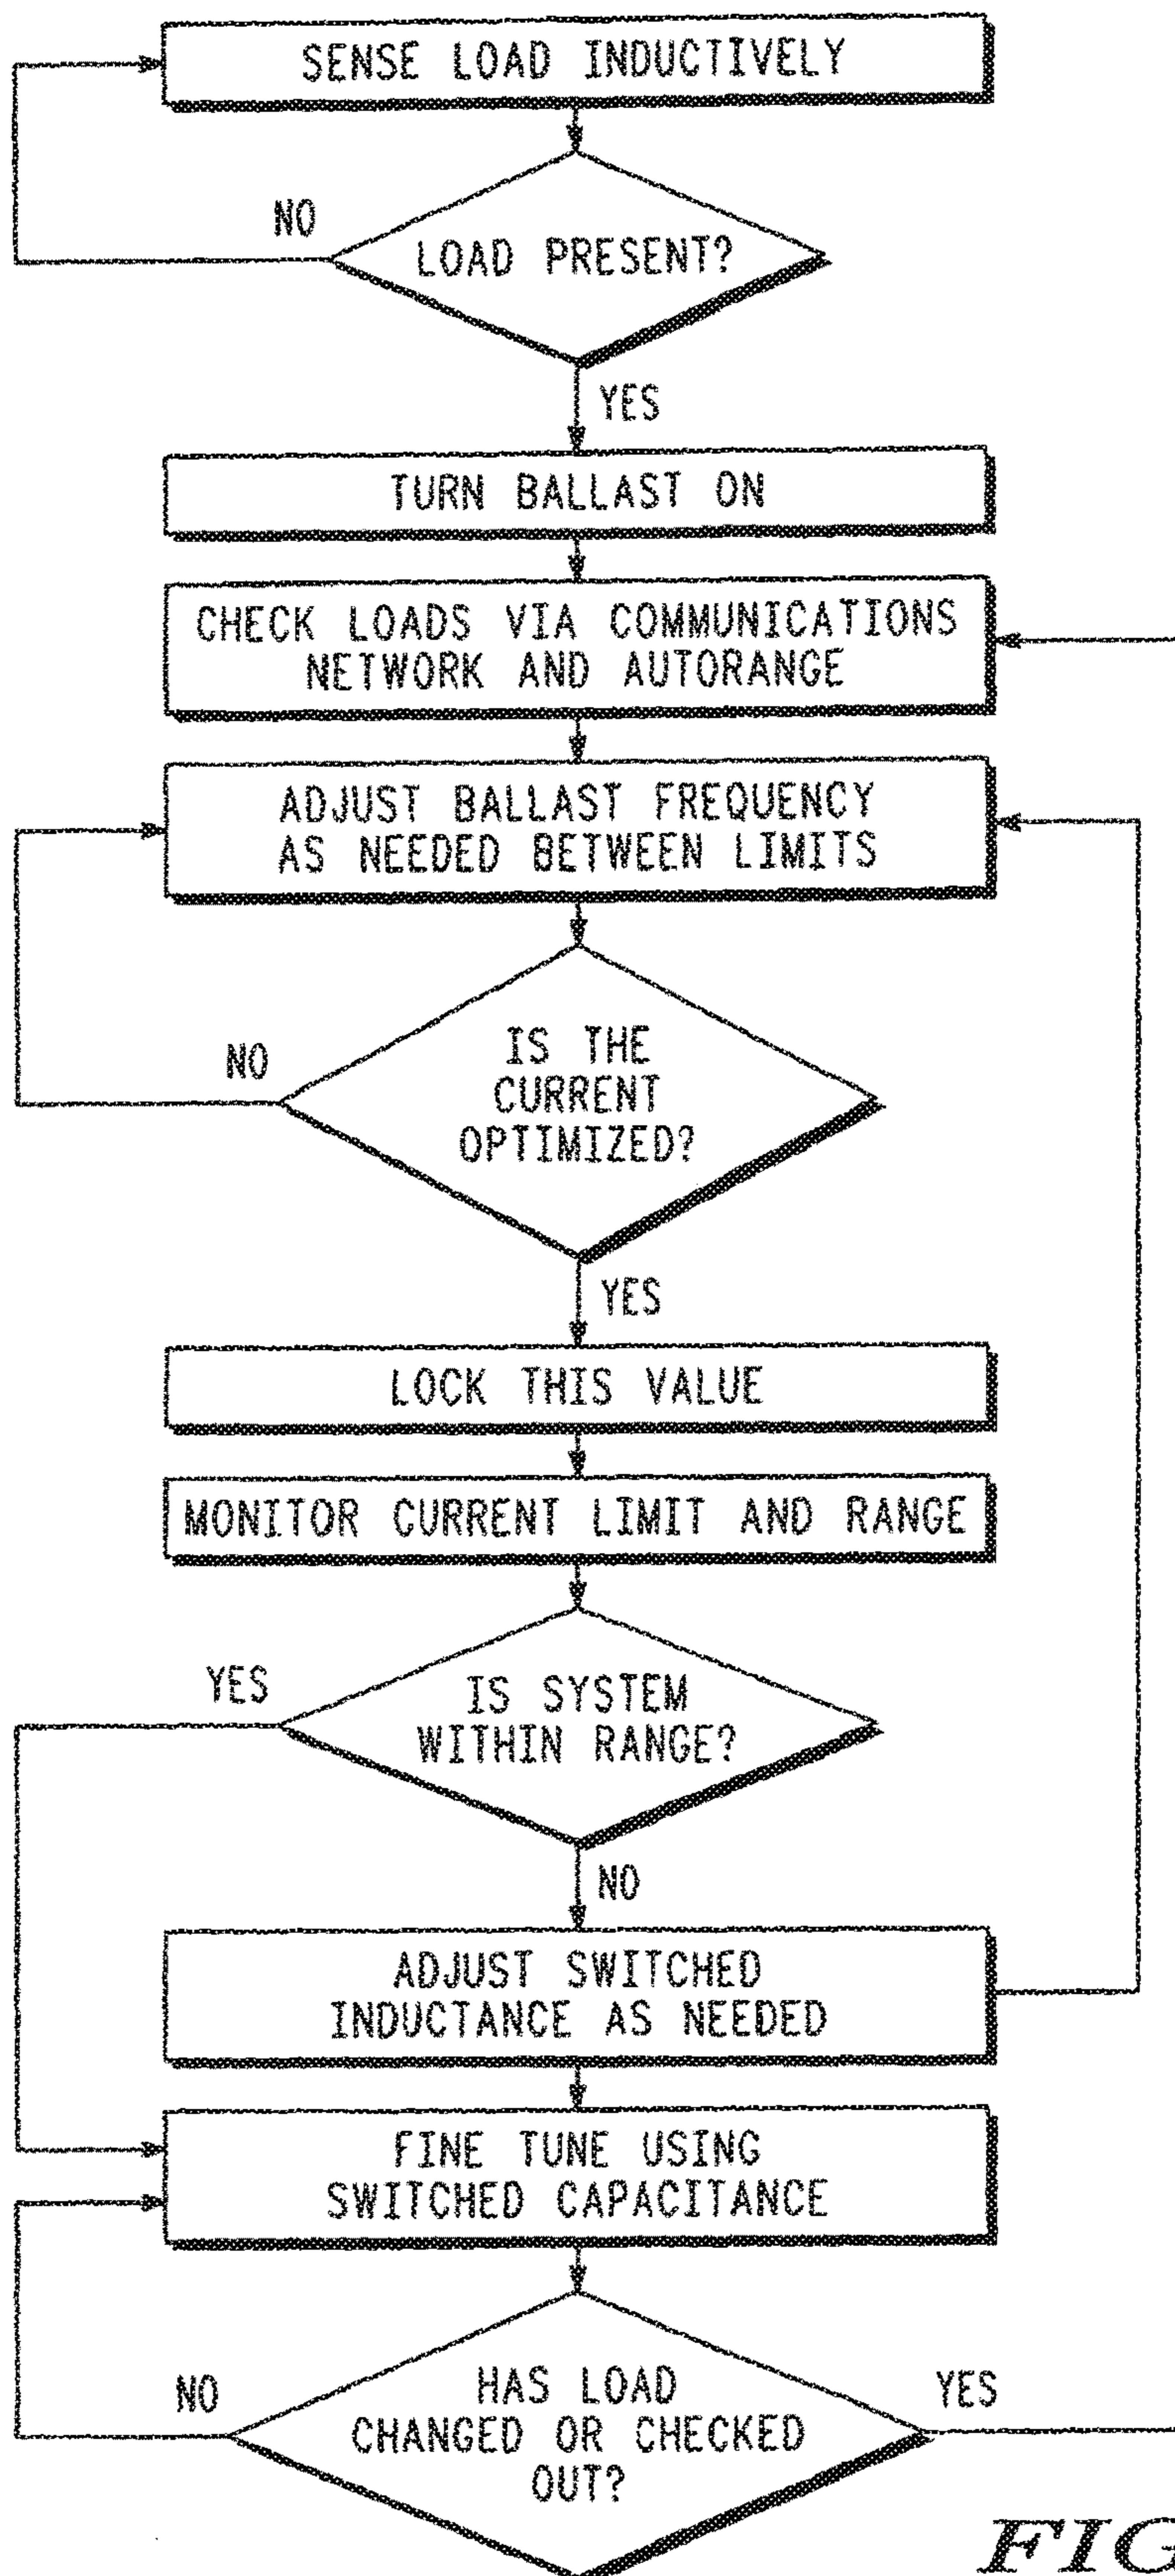 SENSE LOAD INDUCTIVELY
NO
LOAD PRESENT?
YES
TURN BALLAST ON
CHECK LOADS VIA COMMUNICATIONS
NETWORK AND AUTORANGE
ADJUST BALLAST FREQUENCY
AS NEEDED BETWEEN LIMITS
NO
IS THE
CURRENT
OPTIMIZED?
YES
LOCK THIS VALUE
MONITOR CURRENT LIMIT AND RANGE
YES
IS SYSTEM
WITHIN RANGE?
NO
ADJUST SWITCHED
INDUCTANCE AS NEEDED
FINE TUNE USING
SWITCHED CAPACITANCE
NO
HAS LOAD
CHANGED OR CHECKED
OUT?
YES
FIG